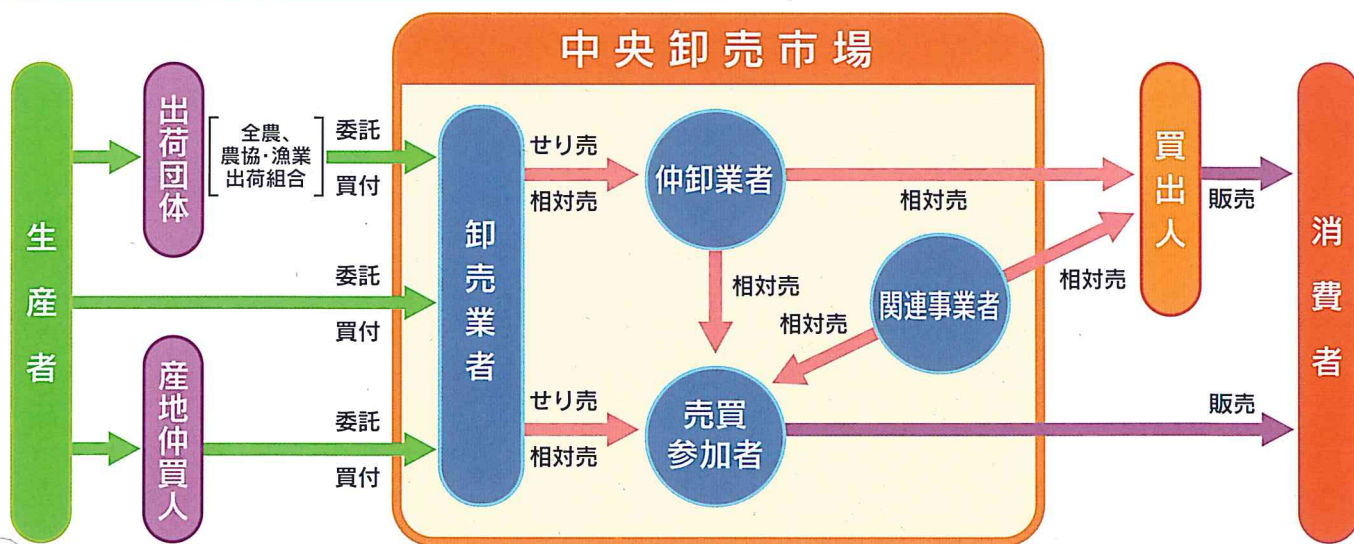 中央卸売市場
生産者
出荷団体
全農、
農協・漁業
出荷組合
委託
買付
委託
買付
産地仲買人
委託
買付
卸売業者
せり売
相対売
せり売
相対売
仲卸業者
相対売
相対売
関連事業者
相対売
相対売
売買
参加者
買出人
販売
販売
消費者